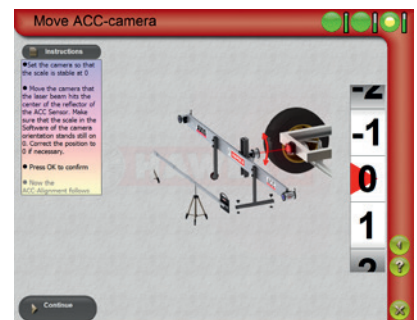 Move ACC-camera
Instructions
●Set the camera so that
the scale is stable at 0
● Move the camera that
the laser beam hits the
center of the reflector of
the ACC Sensor. Make
sure that the scale in the
Software of the camera
orientation stands still on
0. Correct the position to
0 if necessary.
● Press OK to confirm
● Now the
ACC-Alignment follows
-2
-1
0
1
2
?
Continue